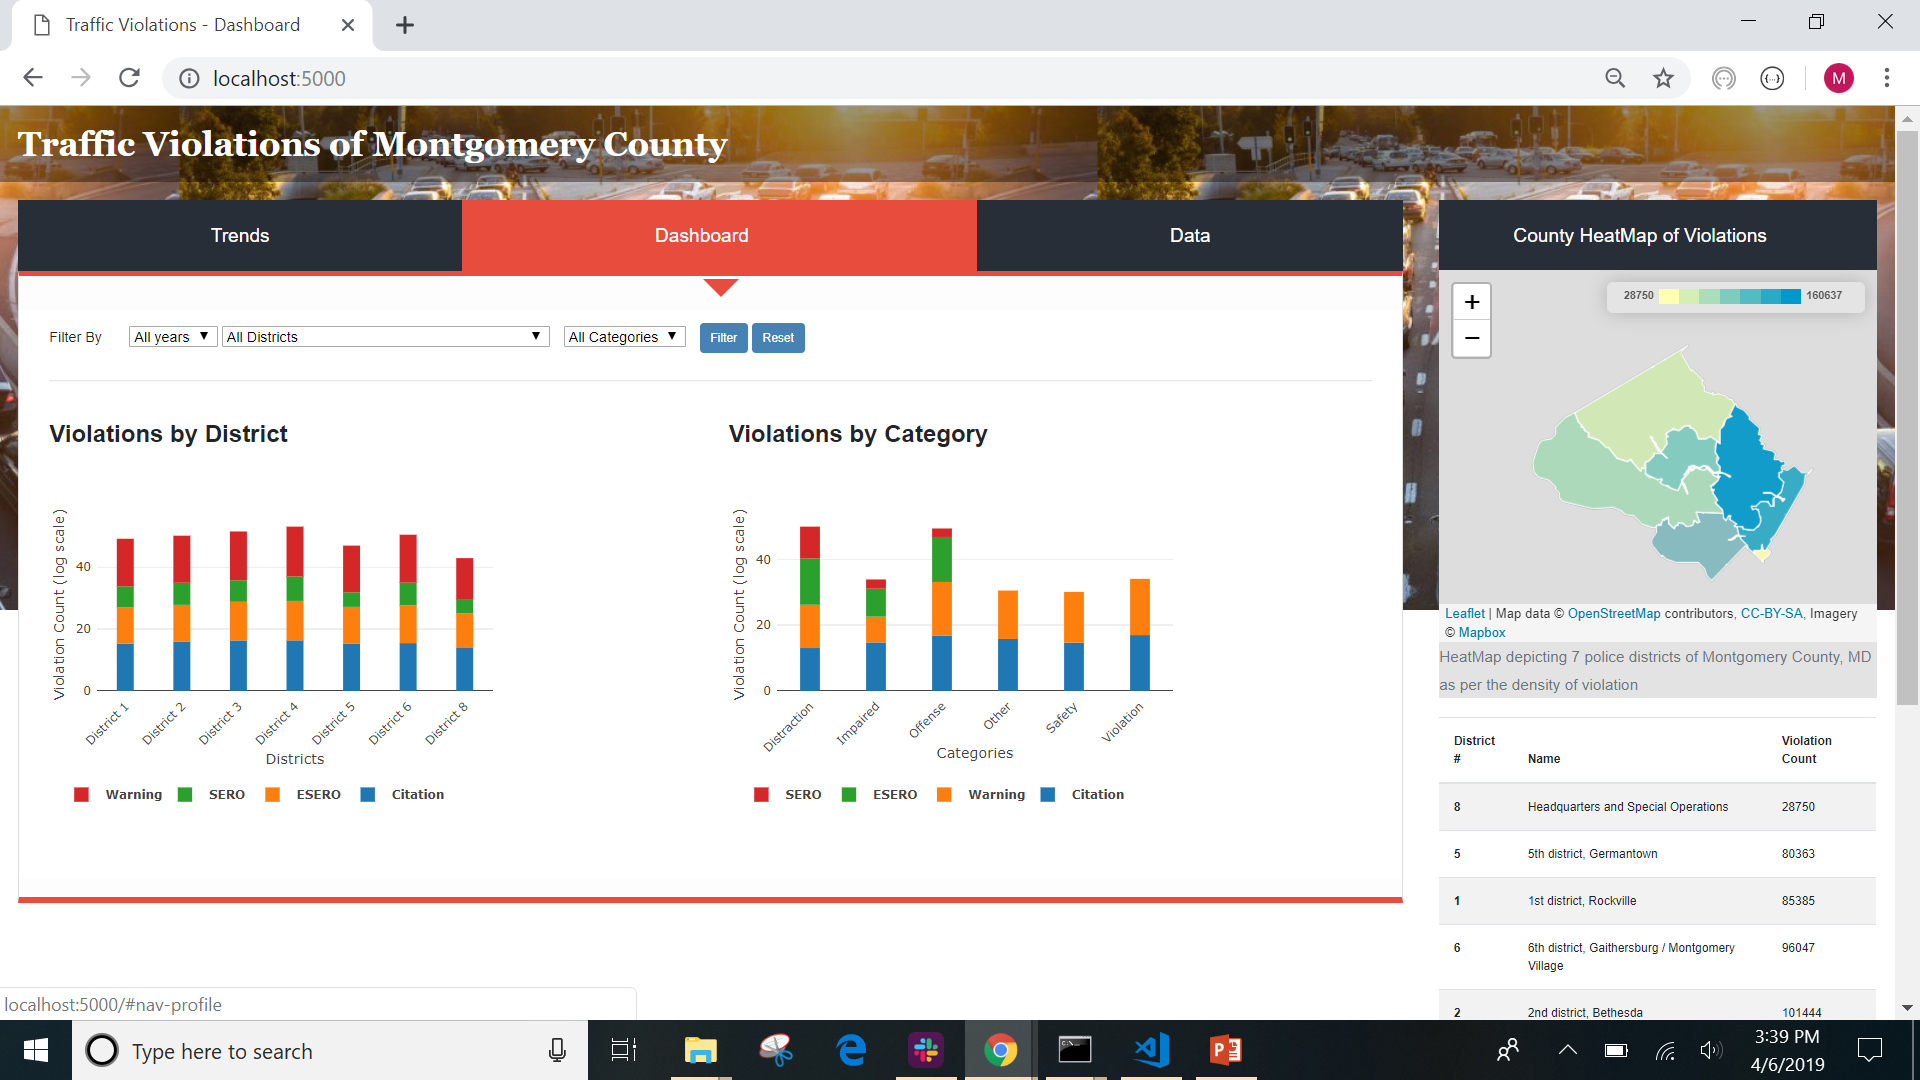 Traffic Violations - Dashboard
localhost:5000
M
Traffic Violations of Montgomery County
Trends
Dashboard
Data
County HeatMap of Violations
Filter By
All years
All Districts
All Categories
Filter
Reset
28750
160637
+
−
Violations by District
Violation Count (log scale)
40
20
0
District 1
District 2
District 3
District 4
District 5
District 6
District 8
Districts
Warning
SERO
ESERO
Citation
Violations by Category
Violation Count (log scale)
40
20
0
Distraction
Impaired
Offense
Other
Safety
Violation
Categories
SERO
ESERO
Warning
Citation
Leaflet | Map data © OpenStreetMap contributors, CC-BY-SA, Imagery
© Mapbox
HeatMap depicting 7 police districts of Montgomery County, MD
as per the density of violation
District
#
Name
Violation
Count
8 Headquarters and Special Operations 28750
5 5th district, Germantown 80363
1 1st district, Rockville 85385
6 6th district, Gaithersburg / Montgomery 96047
Village
2 2nd district, Bethesda 101444
localhost:5000/#nav-profile
Type here to search
3:39 PM
4/6/2019